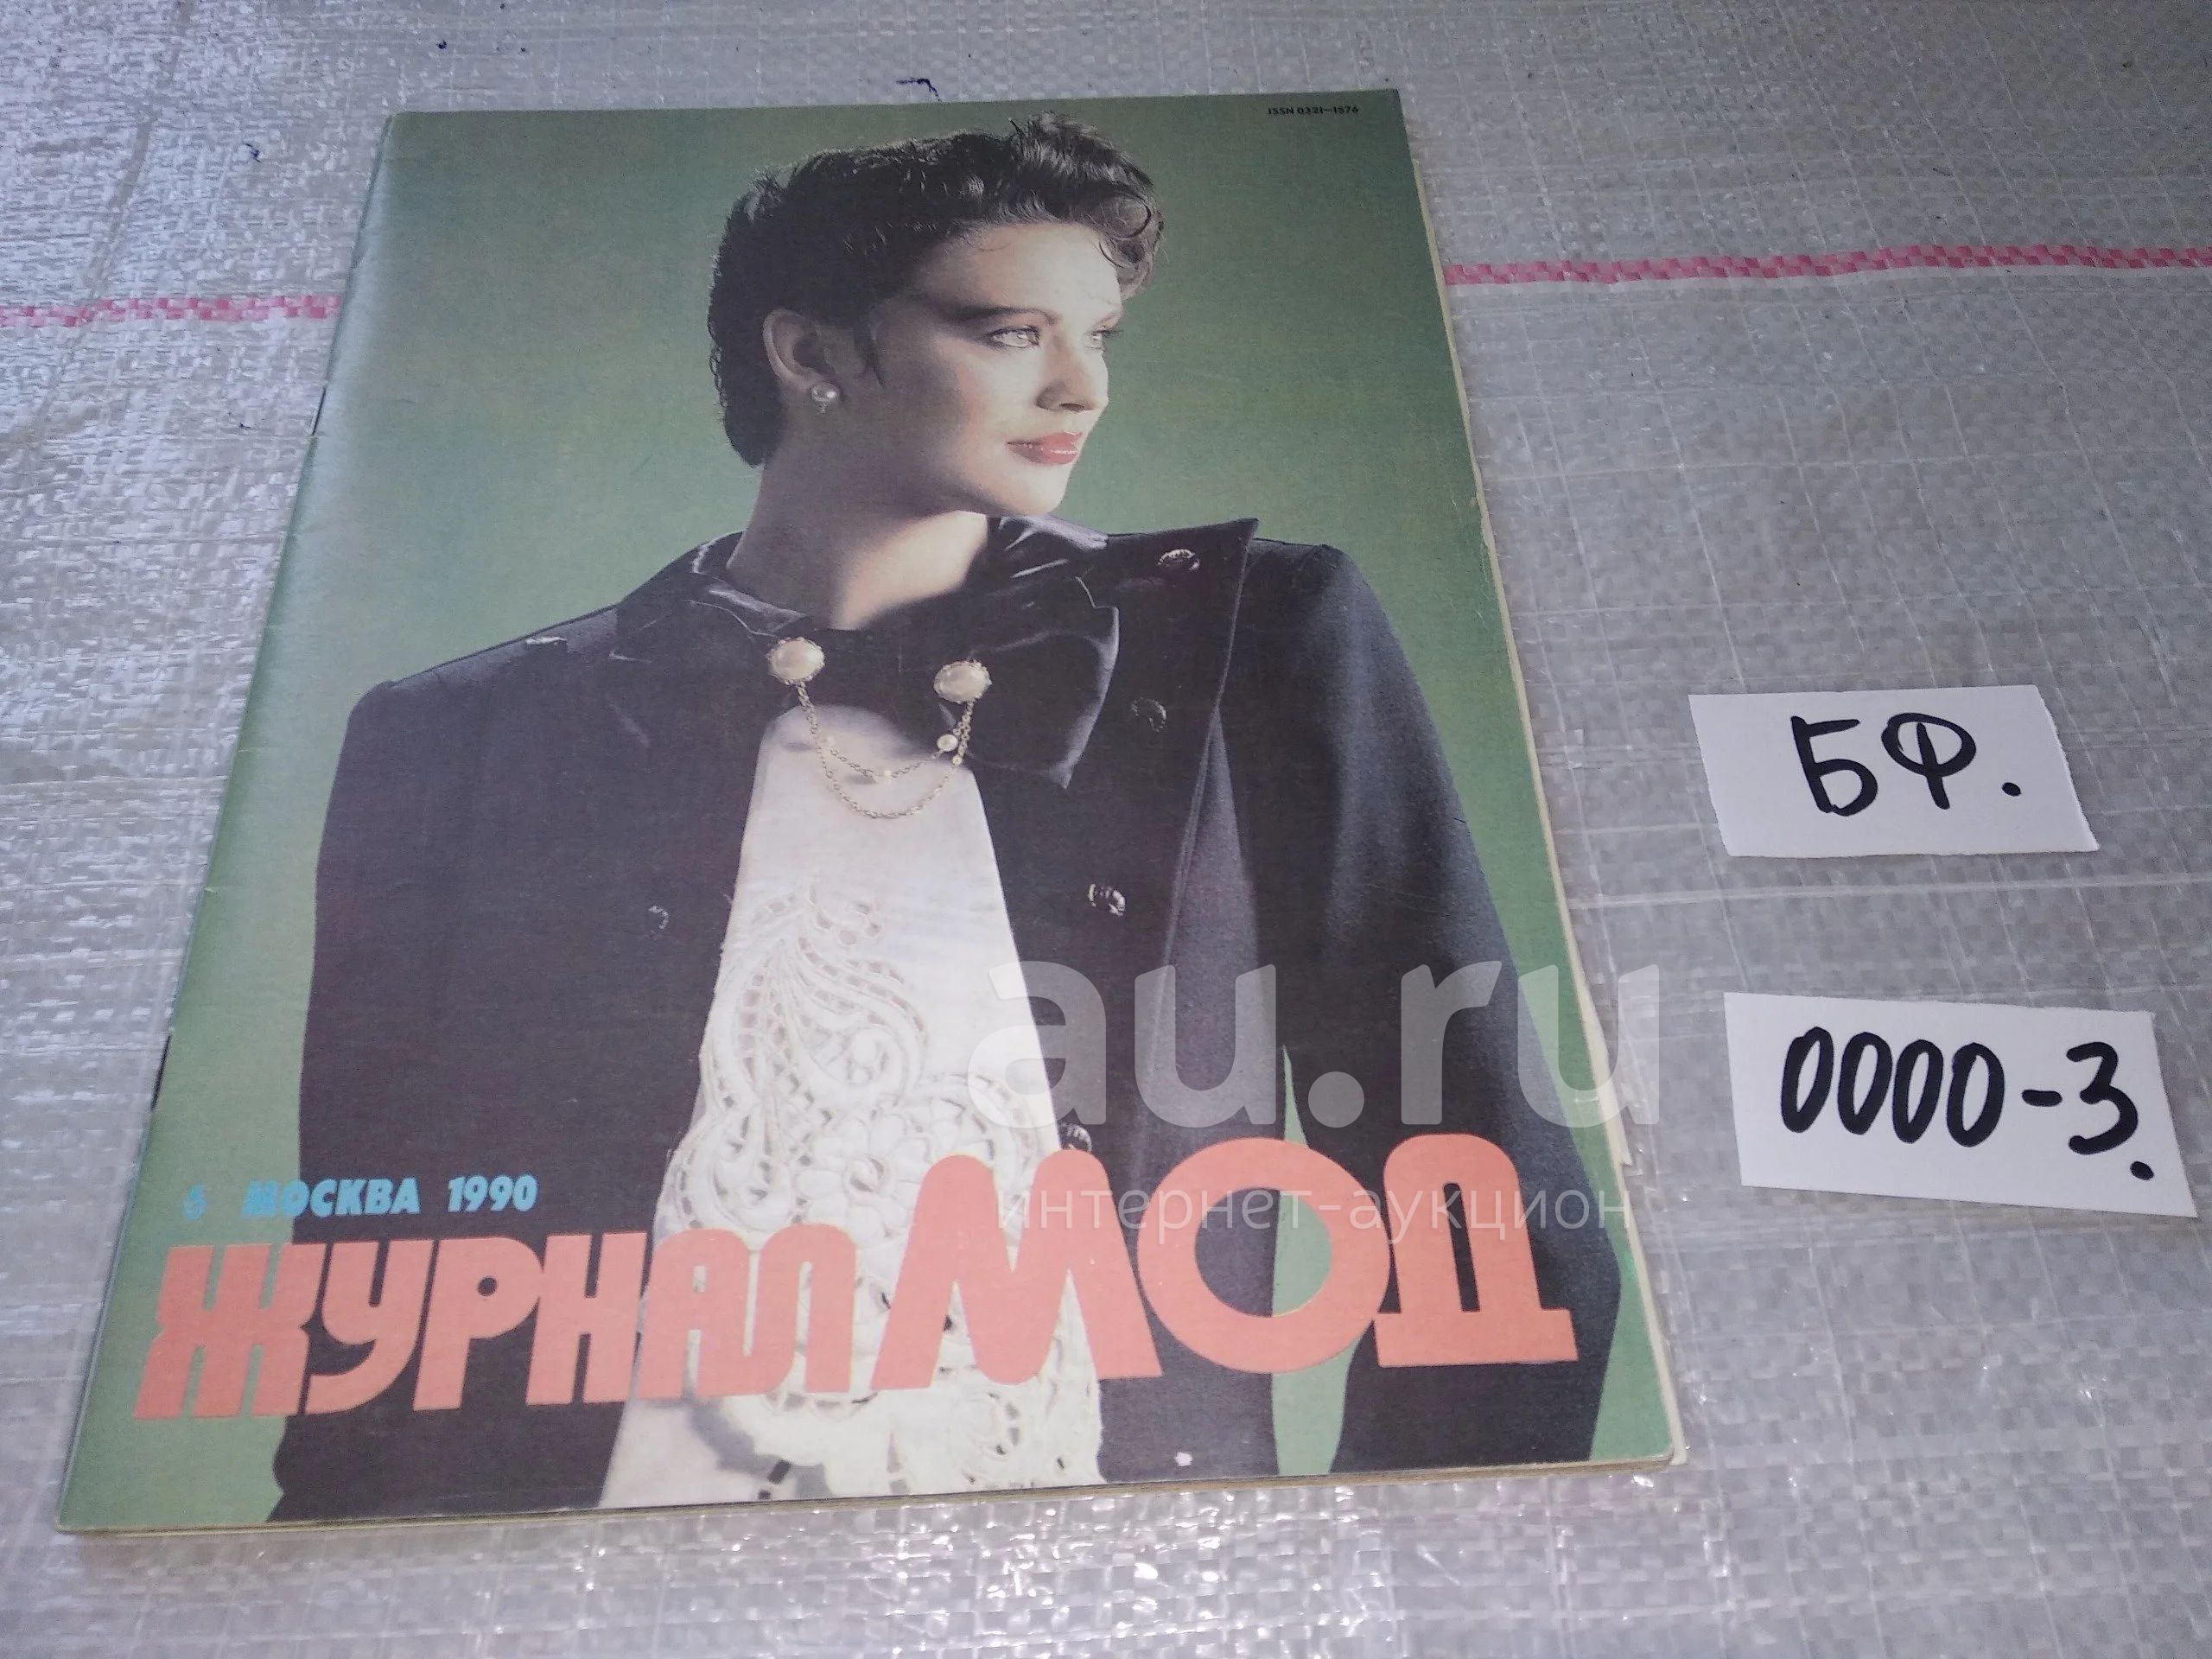 ISSN 0321—1576
6 МОСКВА 1990
ЖУРНАЛ МОД
БФ.
0000-3.
au.ru
интернет-аукцион